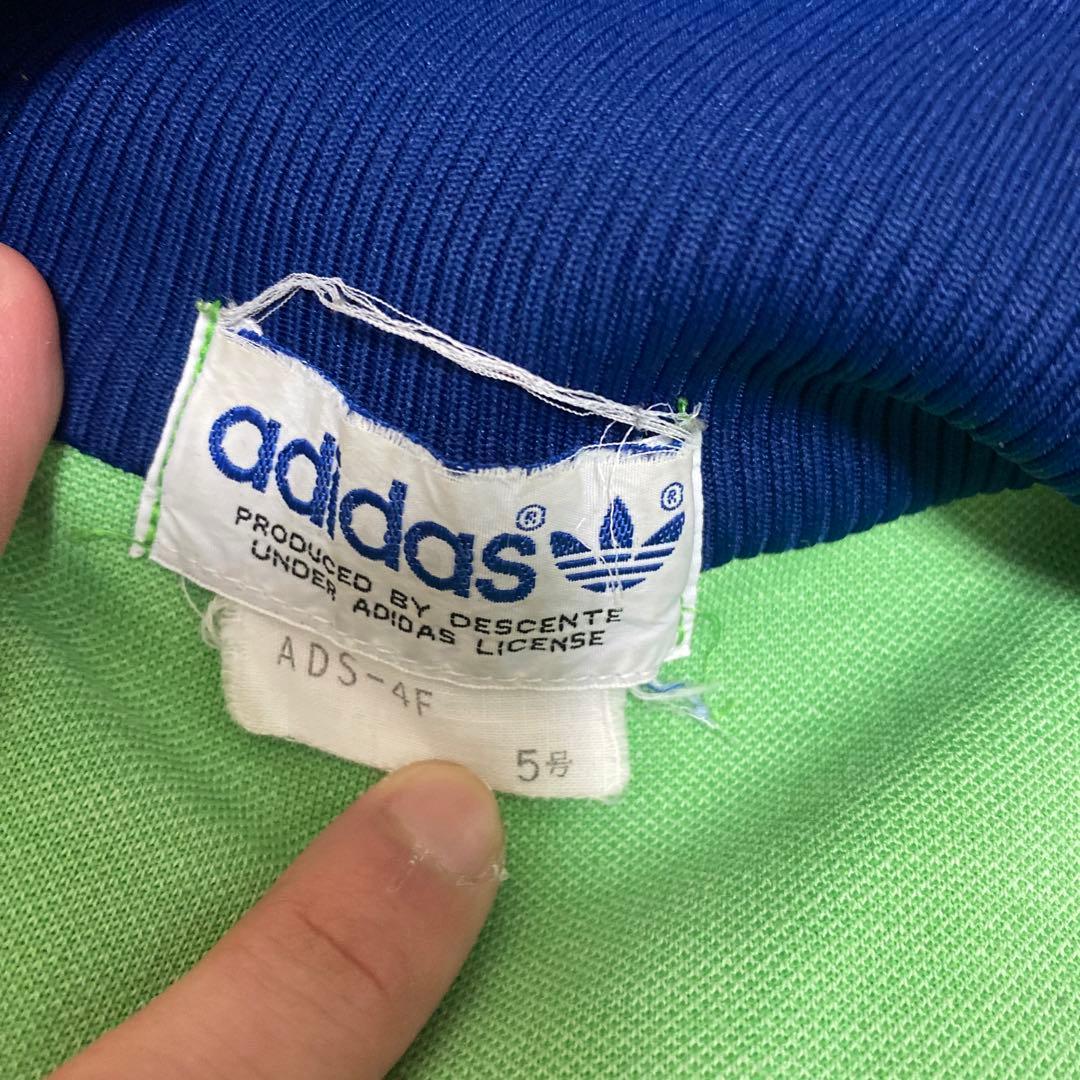 adidas® ®
PRODUCED BY DESCENTE
UNDER ADIDAS LICENSE
ADS-4F
5号